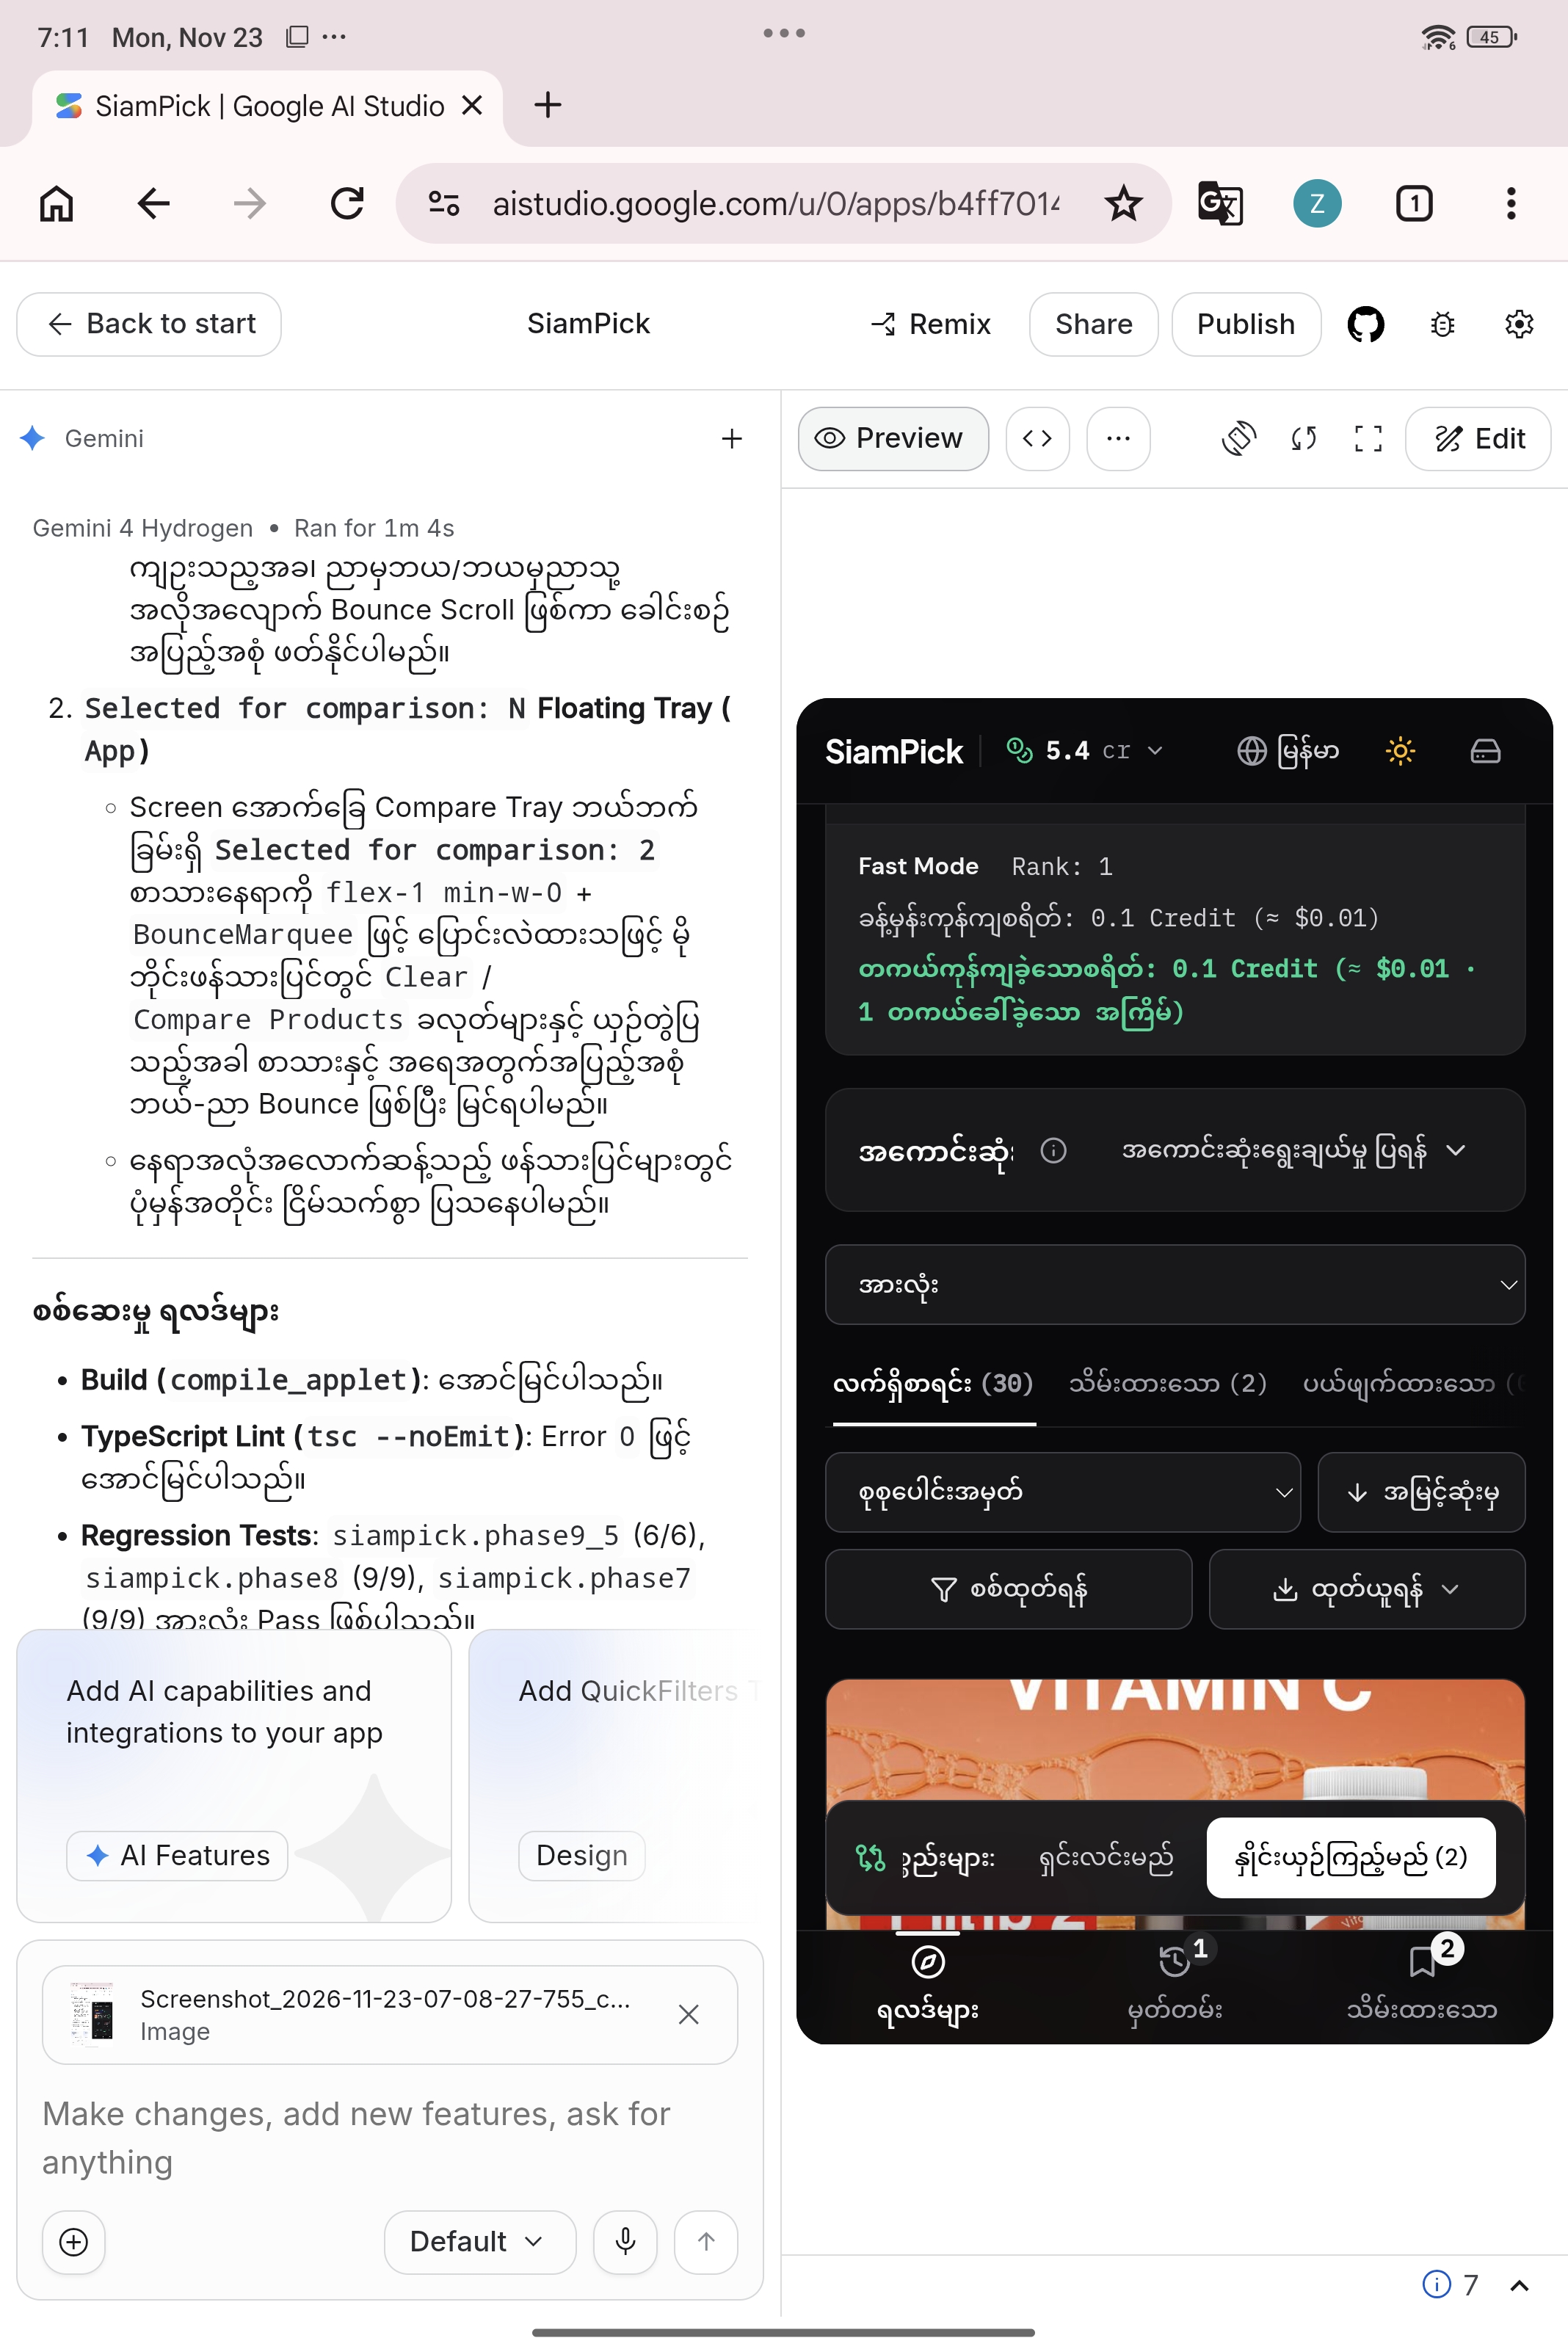 7:11 Mon, Nov 23
45
SiamPick | Google AI Studio
aistudio.google.com/u/0/apps/b4ff7014
Z
1
Back to start
SiamPick
Remix
Share
Publish
Gemini
Preview
Edit
Gemini 4 Hydrogen • Ran for 1m 4s
ကျဉ်းသည့်အခါ ညာမှဘယ်/ဘယ်မှညာသို့
အလိုအလျောက် Bounce Scroll ဖြစ်ကာ ခေါင်းစဉ်
အပြည့်အစုံ ဖတ်နိုင်ပါမည်။
2. Selected for comparison: N Floating Tray (
App)
Screen အောက်ခြေ Compare Tray ဘယ်ဘက်
ခြမ်းရှိ Selected for comparison: 2
စာသားနေရာကို flex-1 min-w-0 +
BounceMarquee ဖြင့် ပြောင်းလဲထားသဖြင့် မို
ဘိုင်းဖန်သားပြင်တွင် Clear /
Compare Products ခလုတ်များနှင့် ယှဉ်တွဲပြ
သည့်အခါ စာသားနှင့် အရေအတွက်အပြည့်အစုံ
ဘယ်-ညာ Bounce ဖြစ်ပြီး မြင်ရပါမည်။
နေရာအလုံအလောက်ဆန့်သည့် ဖန်သားပြင်များတွင်
ပုံမှန်အတိုင်း ငြိမ်သက်စွာ ပြသနေပါမည်။
စစ်ဆေးမှု ရလဒ်များ
• Build (compile_applet): အောင်မြင်ပါသည်။
• TypeScript Lint (tsc --noEmit): Error 0 ဖြင့်
အောင်မြင်ပါသည်။
• Regression Tests: siampick.phase9_5 (6/6),
siampick.phase8 (9/9), siampick.phase7
(9/9) အားလုံး Pass ဖြစ်ပါသည်။
Add AI capabilities and
integrations to your app
AI Features
Add QuickFilters T
Design
Screenshot_2026-11-23-07-08-27-755_c...
Image
Make changes, add new features, ask for
anything
Default
SiamPick
5.4 cr
မြန်မာ
Fast Mode Rank: 1
ခန့်မှန်းကုန်ကျစရိတ်: 0.1 Credit (≈ $0.01)
တကယ်ကုန်ကျခဲ့သောစရိတ်: 0.1 Credit (≈ $0.01 ·
1 တကယ်ခေါ်ခဲ့သော အကြိမ်)
အကောင်းဆုံး
အကောင်းဆုံးရွေးချယ်မှု ပြရန်
အားလုံး
လက်ရှိစာရင်း (30)
သိမ်းထားသော (2)
ပယ်ဖျက်ထားသော (
စုစုပေါင်းအမှတ်
အမြင့်ဆုံးမှ
စစ်ထုတ်ရန်
ထုတ်ယူရန်
VITAMIN C
စ္စည်းများ:
ရှင်းလင်းမည်
နှိုင်းယှဉ်ကြည့်မည် (2)
ရလဒ်များ
1
မှတ်တမ်း
2
သိမ်းထားသော
7